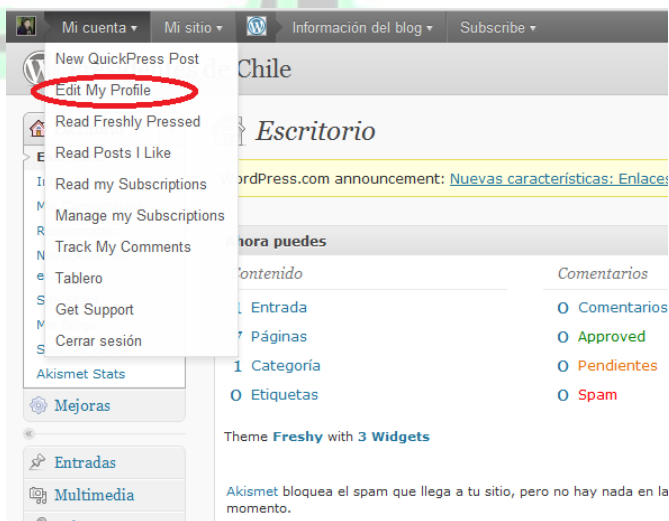 Mi cuenta ▾ Mi sitio ▾ Información del blog ▾ Subscribe ▾
New QuickPress Post
de Chile
Edit My Profile
Read Freshly Pressed
Escritorio
Read Posts I Like
Read my Subscriptions
WordPress.com announcement: Nuevas características: Enlaces
Manage my Subscriptions
Track My Comments
Ahora puedes
Tablero
Contenido Comentarios
Get Support
1 Entrada 0 Comentarios
Cerrar sesión
7 Páginas 0 Approved
1 Categoría 0 Pendientes
Akismet Stats
0 Etiquetas 0 Spam
Mejoras
Theme Freshy with 3 Widgets
Entradas
Multimedia
Akismet bloquea el spam que llega a tu sitio, pero no hay nada en la
momento.